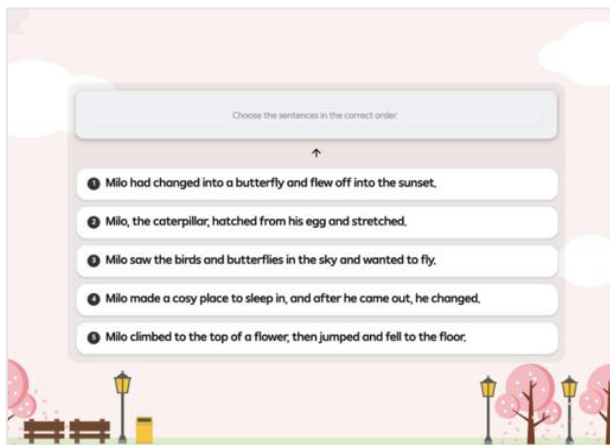 Choose the sentences in the correct order.
↑
1 Milo had changed into a butterfly and flew off into the sunset.
2 Milo, the caterpillar, hatched from his egg and stretched.
3 Milo saw the birds and butterflies in the sky and wanted to fly.
4 Milo made a cosy place to sleep in, and after he came out, he changed.
5 Milo climbed to the top of a flower, then jumped and fell to the floor.